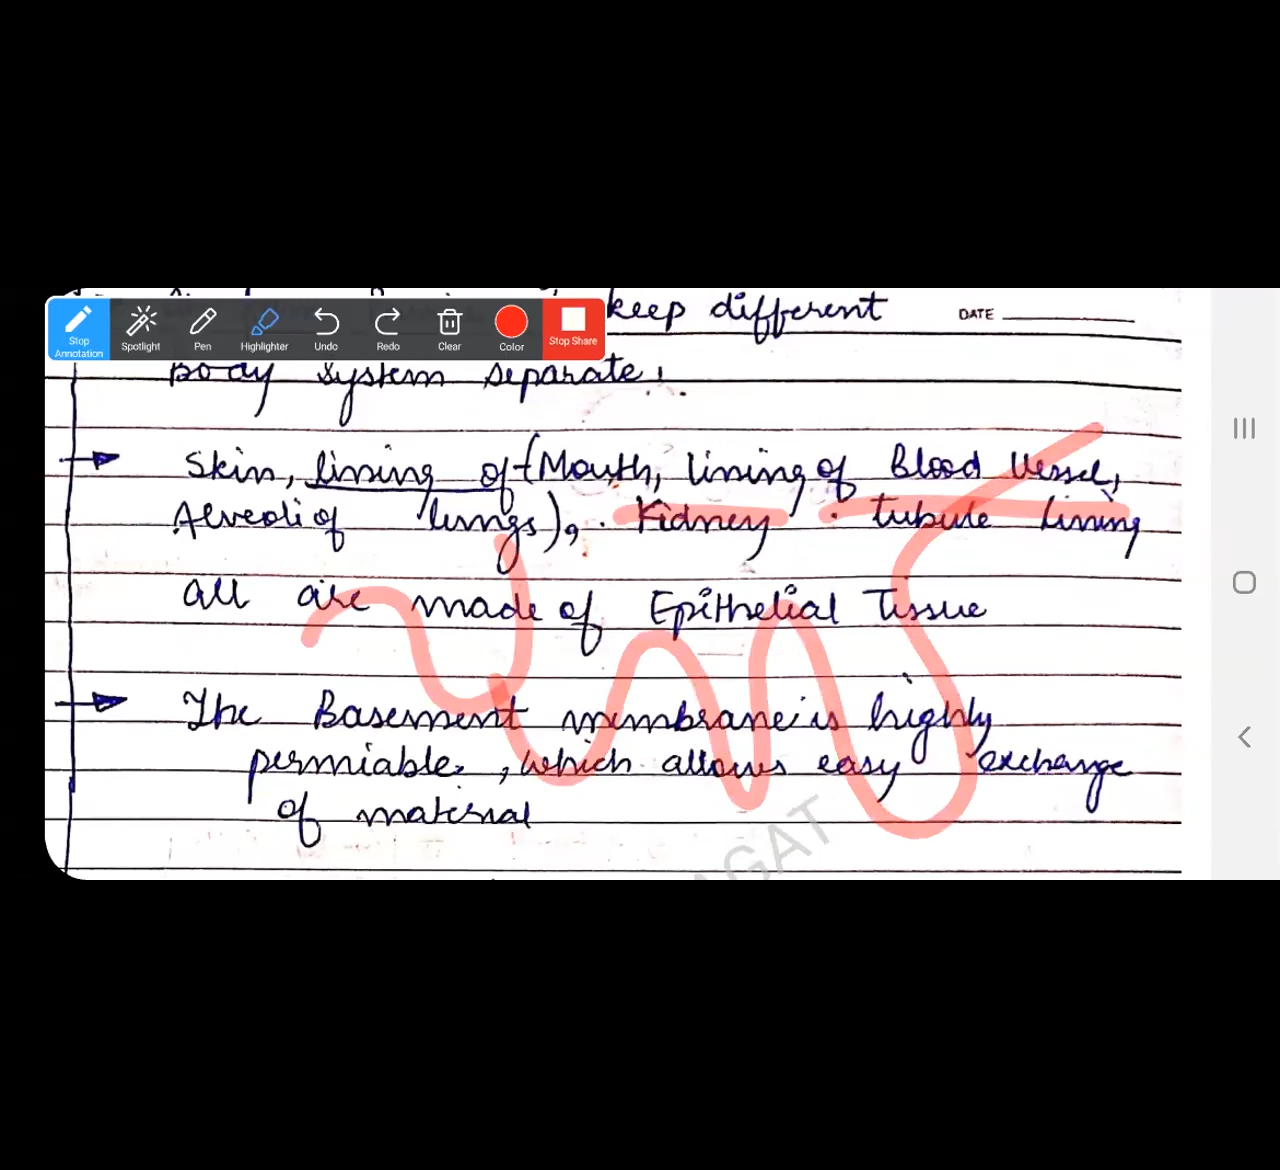 keep different
DATE
Stop Annotation Spotlight Pen Highlighter Undo Redo Clear Color Stop Share
body system separate.
Skin, lining of (Mouth, lining of Blood Vessel,
Alveoli of lungs), Kidney tubule lining
all are made of Epithelial Tissue
The Basement membrane is highly
permiable, which allows easy exchange
of material
AGAT